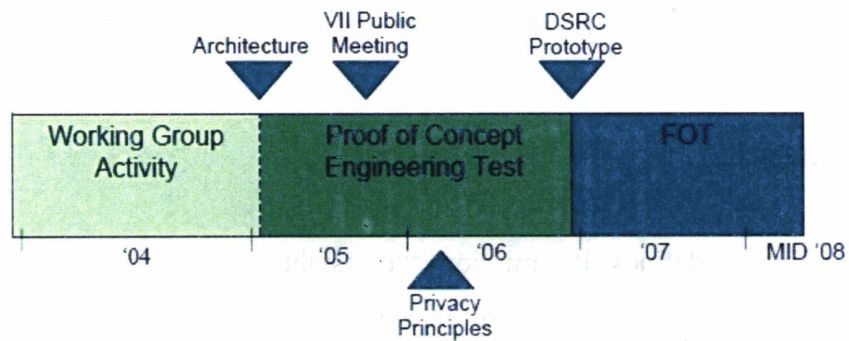 VII Public
Meeting
Architecture
DSRC
Prototype
Working Group
Activity
Proof of Concept
Engineering Test
FOT
'04
'05
'06
'07
MID '08
Privacy
Principles